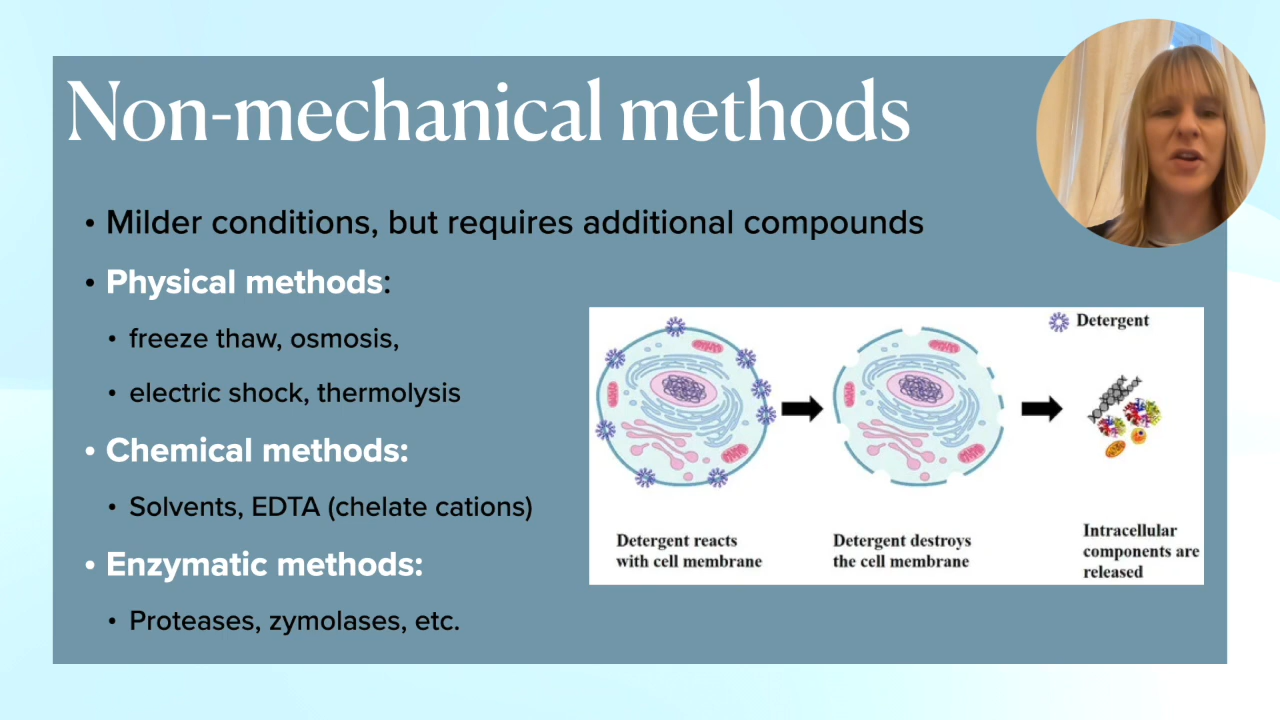 Non-mechanical methods
• Milder conditions, but requires additional compounds
• Physical methods:
• freeze thaw, osmosis,
• electric shock, thermolysis
• Chemical methods:
• Solvents, EDTA (chelate cations)
• Enzymatic methods:
• Proteases, zymolases, etc.
Detergent
Detergent reacts
with cell membrane
Detergent destroys
the cell membrane
Intracellular
components are
released